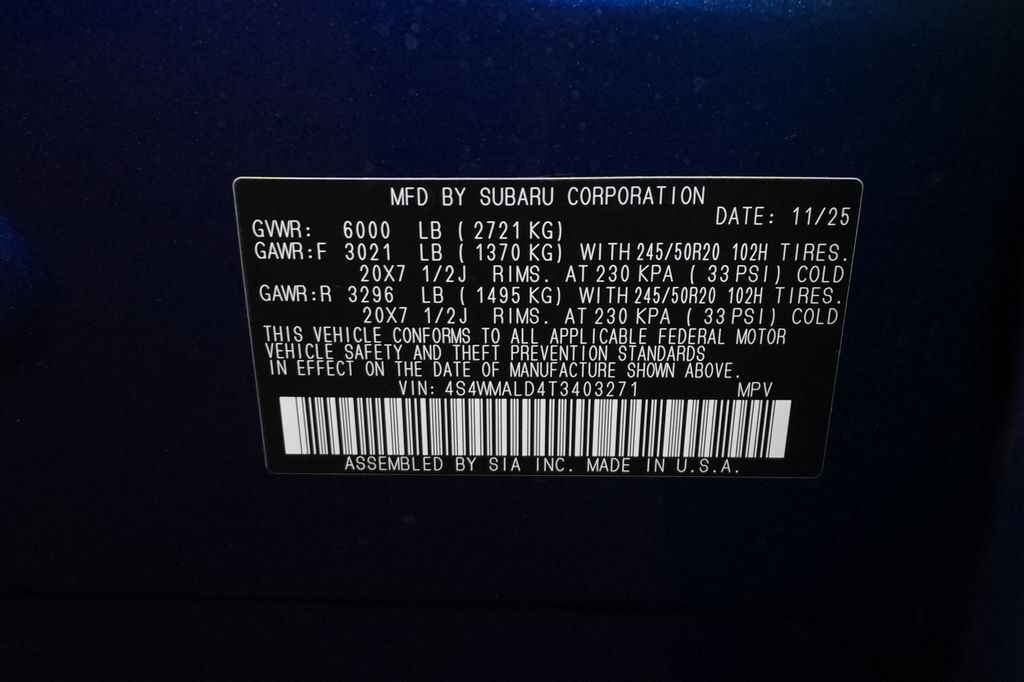 MFD BY SUBARU CORPORATION
DATE: 11/25
GVWR: 6000 LB ( 2721 KG)
GAWR:F 3021 LB ( 1370 KG) WITH 245/50R20 102H TIRES.
20X7 1/2J RIMS. AT 230 KPA ( 33 PSI) COLD
GAWR:R 3296 LB ( 1495 KG) WITH 245/50R20 102H TIRES.
20X7 1/2J RIMS. AT 230 KPA ( 33 PSI) COLD
THIS VEHICLE CONFORMS TO ALL APPLICABLE FEDERAL MOTOR
VEHICLE SAFETY AND THEFT PREVENTION STANDARDS
IN EFFECT ON THE DATE OF MANUFACTURE SHOWN ABOVE.
VIN: 4S4WMALD4T3403271 MPV
ASSEMBLED BY SIA INC. MADE IN U.S.A.